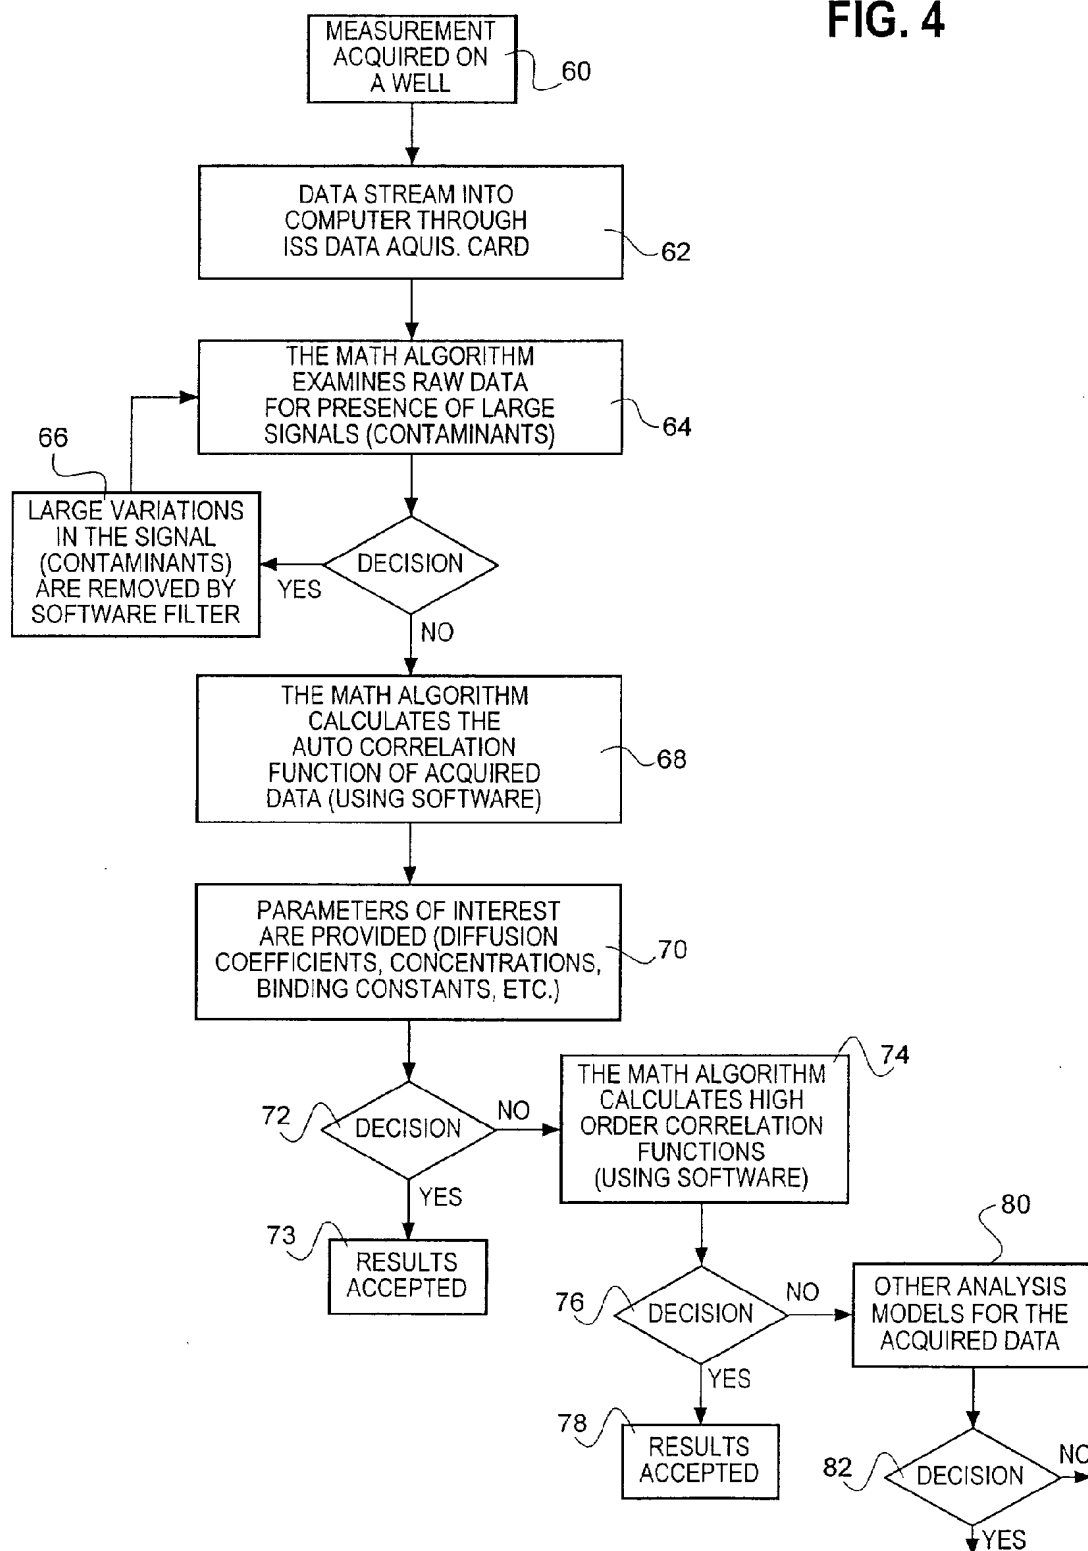 FIG. 4
MEASUREMENT
ACQUIRED ON
A WELL
60
DATA STREAM INTO
COMPUTER THROUGH
ISS DATA AQUIS. CARD
62
THE MATH ALGORITHM
EXAMINES RAW DATA
FOR PRESENCE OF LARGE
SIGNALS (CONTAMINANTS)
64
66
LARGE VARIATIONS
IN THE SIGNAL
(CONTAMINANTS)
ARE REMOVED BY
SOFTWARE FILTER
DECISION
YES
NO
THE MATH ALGORITHM
CALCULATES THE
AUTO CORRELATION
FUNCTION OF ACQUIRED
DATA (USING SOFTWARE)
68
PARAMETERS OF INTEREST
ARE PROVIDED (DIFFUSION
COEFFICIENTS, CONCENTRATIONS,
BINDING CONSTANTS, ETC.)
70
72
DECISION
NO
YES
73
RESULTS
ACCEPTED
74
THE MATH ALGORITHM
CALCULATES HIGH
ORDER CORRELATION
FUNCTIONS
(USING SOFTWARE)
76
DECISION
NO
YES
78
RESULTS
ACCEPTED
80
OTHER ANALYSIS
MODELS FOR THE
ACQUIRED DATA
82
DECISION
NO
YES